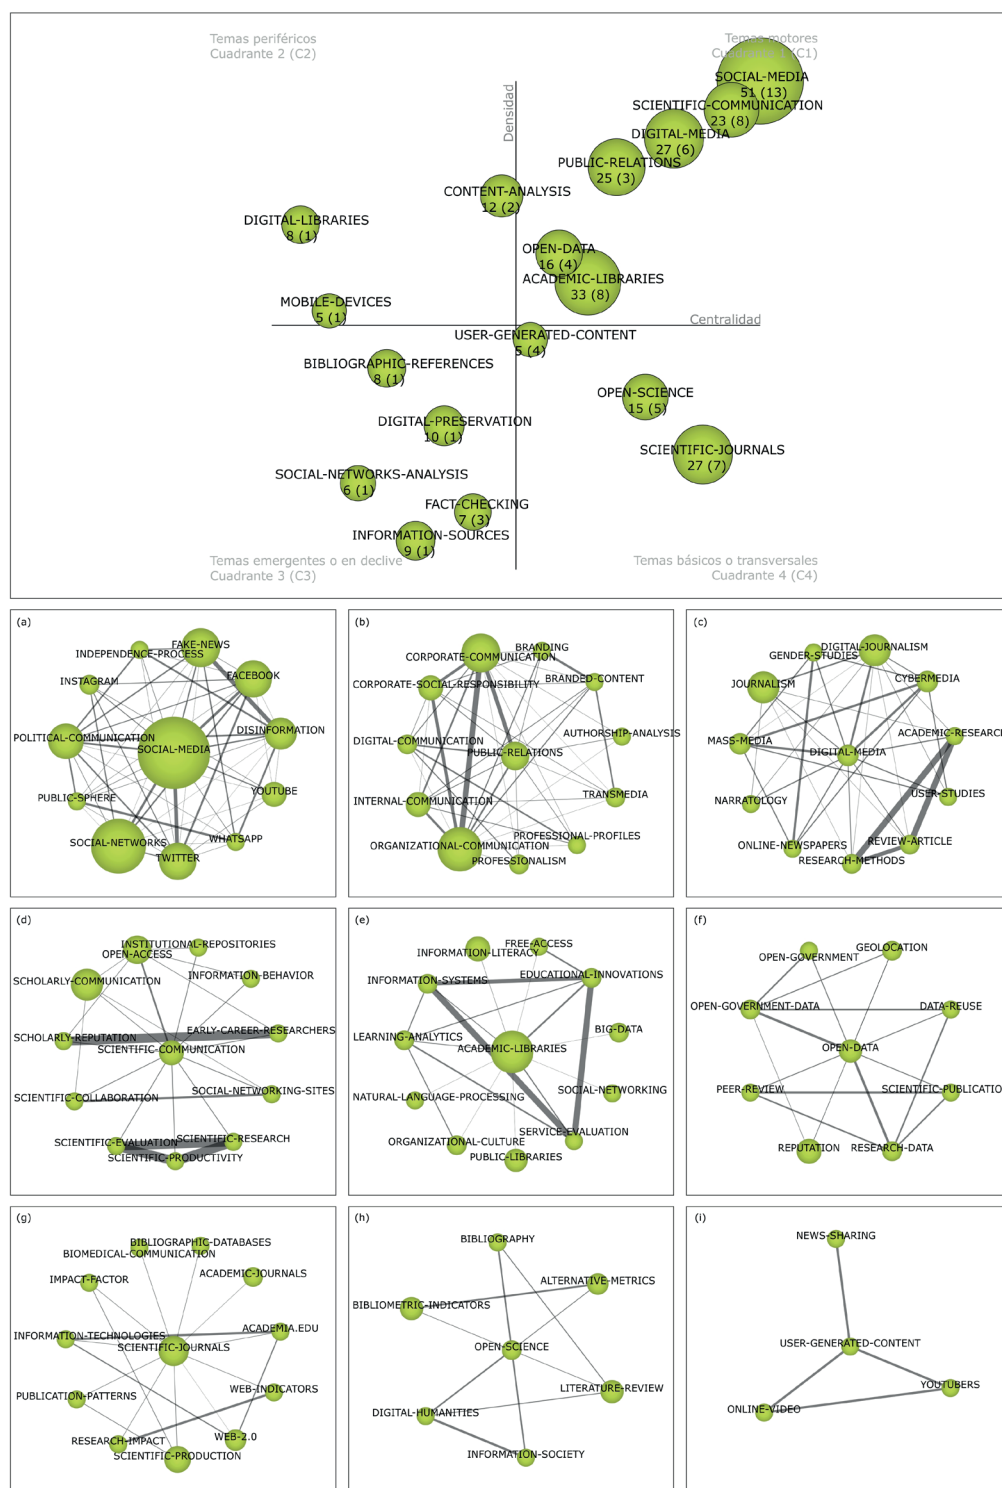 Temas periféricos
Cuadrante 2 (C2)
Temas motores
Cuadrante 1 (C1)
Densidad
SOCIAL-MEDIA
51 (13)
SCIENTIFIC-COMMUNICATION
23 (8)
DIGITAL-MEDIA
27 (6)
PUBLIC-RELATIONS
25 (3)
CONTENT-ANALYSIS
12 (2)
DIGITAL-LIBRARIES
8 (1)
OPEN-DATA
16 (4)
ACADEMIC-LIBRARIES
33 (8)
MOBILE-DEVICES
5 (1)
Centralidad
USER-GENERATED-CONTENT
5 (4)
BIBLIOGRAPHIC-REFERENCES
8 (1)
OPEN-SCIENCE
15 (5)
DIGITAL-PRESERVATION
10 (1)
SCIENTIFIC-JOURNALS
27 (7)
SOCIAL-NETWORKS-ANALYSIS
6 (1)
FACT-CHECKING
7 (3)
INFORMATION-SOURCES
9 (1)
Temas emergentes o en declive
Cuadrante 3 (C3)
Temas básicos o transversales
Cuadrante 4 (C4)
(a)
FAKE-NEWS
INDEPENDENCE-PROCESS
FACEBOOK
INSTAGRAM
DISINFORMATION
POLITICAL-COMMUNICATION
SOCIAL-MEDIA
YOUTUBE
PUBLIC-SPHERE
WHATSAPP
SOCIAL-NETWORKS
TWITTER
(b)
BRANDING
CORPORATE-COMMUNICATION
BRANDED-CONTENT
CORPORATE-SOCIAL-RESPONSIBILITY
AUTHORSHIP-ANALYSIS
DIGITAL-COMMUNICATION
PUBLIC-RELATIONS
TRANSMEDIA
INTERNAL-COMMUNICATION
PROFESSIONAL-PROFILES
ORGANIZATIONAL-COMMUNICATION
PROFESSIONALISM
(c)
DIGITAL-JOURNALISM
GENDER-STUDIES
CYBERMEDIA
JOURNALISM
ACADEMIC-RESEARCH
MASS-MEDIA
DIGITAL-MEDIA
USER-STUDIES
NARRATOLOGY
REVIEW-ARTICLE
ONLINE-NEWSPAPERS
RESEARCH-METHODS
(d)
INSTITUTIONAL-REPOSITORIES
OPEN-ACCESS
INFORMATION-BEHAVIOR
SCHOLARLY-COMMUNICATION
EARLY-CAREER-RESEARCHERS
SCHOLARLY-REPUTATION
SCIENTIFIC-COMMUNICATION
SOCIAL-NETWORKING-SITES
SCIENTIFIC-COLLABORATION
SCIENTIFIC-RESEARCH
SCIENTIFIC-EVALUATION
SCIENTIFIC-PRODUCTIVITY
(e)
FREE-ACCESS
INFORMATION-LITERACY
EDUCATIONAL-INNOVATIONS
INFORMATION-SYSTEMS
BIG-DATA
LEARNING-ANALYTICS
ACADEMIC-LIBRARIES
SOCIAL-NETWORKING
NATURAL-LANGUAGE-PROCESSING
SERVICE-EVALUATION
ORGANIZATIONAL-CULTURE
PUBLIC-LIBRARIES
(f)
GEOLOCATION
OPEN-GOVERNMENT
OPEN-GOVERNMENT-DATA
DATA-REUSE
OPEN-DATA
PEER-REVIEW
SCIENTIFIC-PUBLICATIO
REPUTATION
RESEARCH-DATA
(g)
BIBLIOGRAPHIC-DATABASES
BIOMEDICAL-COMMUNICATION
ACADEMIC-JOURNALS
IMPACT-FACTOR
ACADEMIA.EDU
INFORMATION-TECHNOLOGIES
SCIENTIFIC-JOURNALS
WEB-INDICATORS
PUBLICATION-PATTERNS
WEB-2.0
RESEARCH-IMPACT
SCIENTIFIC-PRODUCTION
(h)
BIBLIOGRAPHY
ALTERNATIVE-METRICS
BIBLIOMETRIC-INDICATORS
OPEN-SCIENCE
LITERATURE-REVIEW
DIGITAL-HUMANITIES
INFORMATION-SOCIETY
(i)
NEWS-SHARING
USER-GENERATED-CONTENT
YOUTUBERS
ONLINE-VIDEO